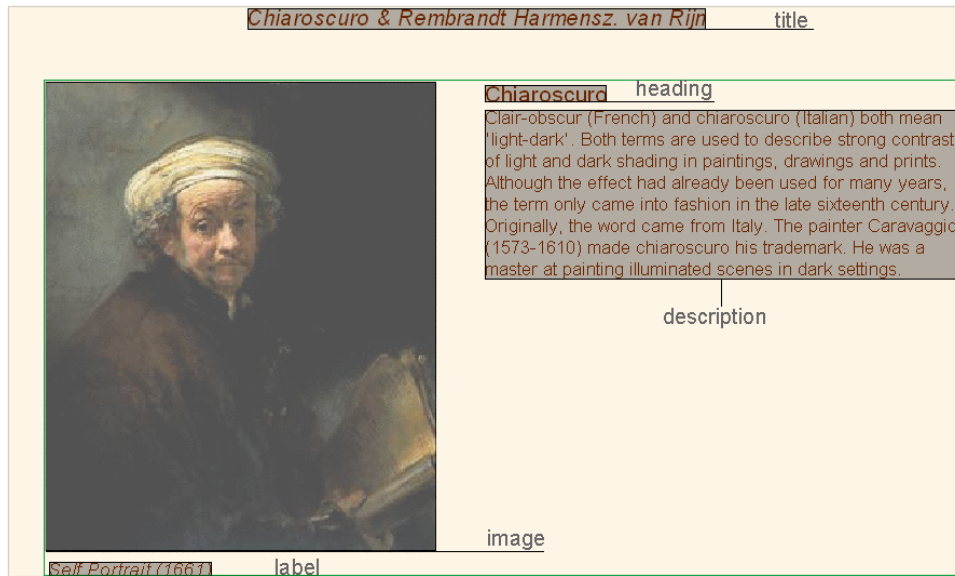 Chiaroscuro & Rembrandt Harmensz. van Rijn
title
Chiaroscuro
heading
Clair-obscur (French) and chiaroscuro (Italian) both mean
'light-dark'. Both terms are used to describe strong contrast
of light and dark shading in paintings, drawings and prints.
Although the effect had already been used for many years,
the term only came into fashion in the late sixteenth century.
Originally, the word came from Italy. The painter Caravaggio
(1573-1610) made chiaroscuro his trademark. He was a
master at painting illuminated scenes in dark settings.
description
image
Self Portrait (1661)
label